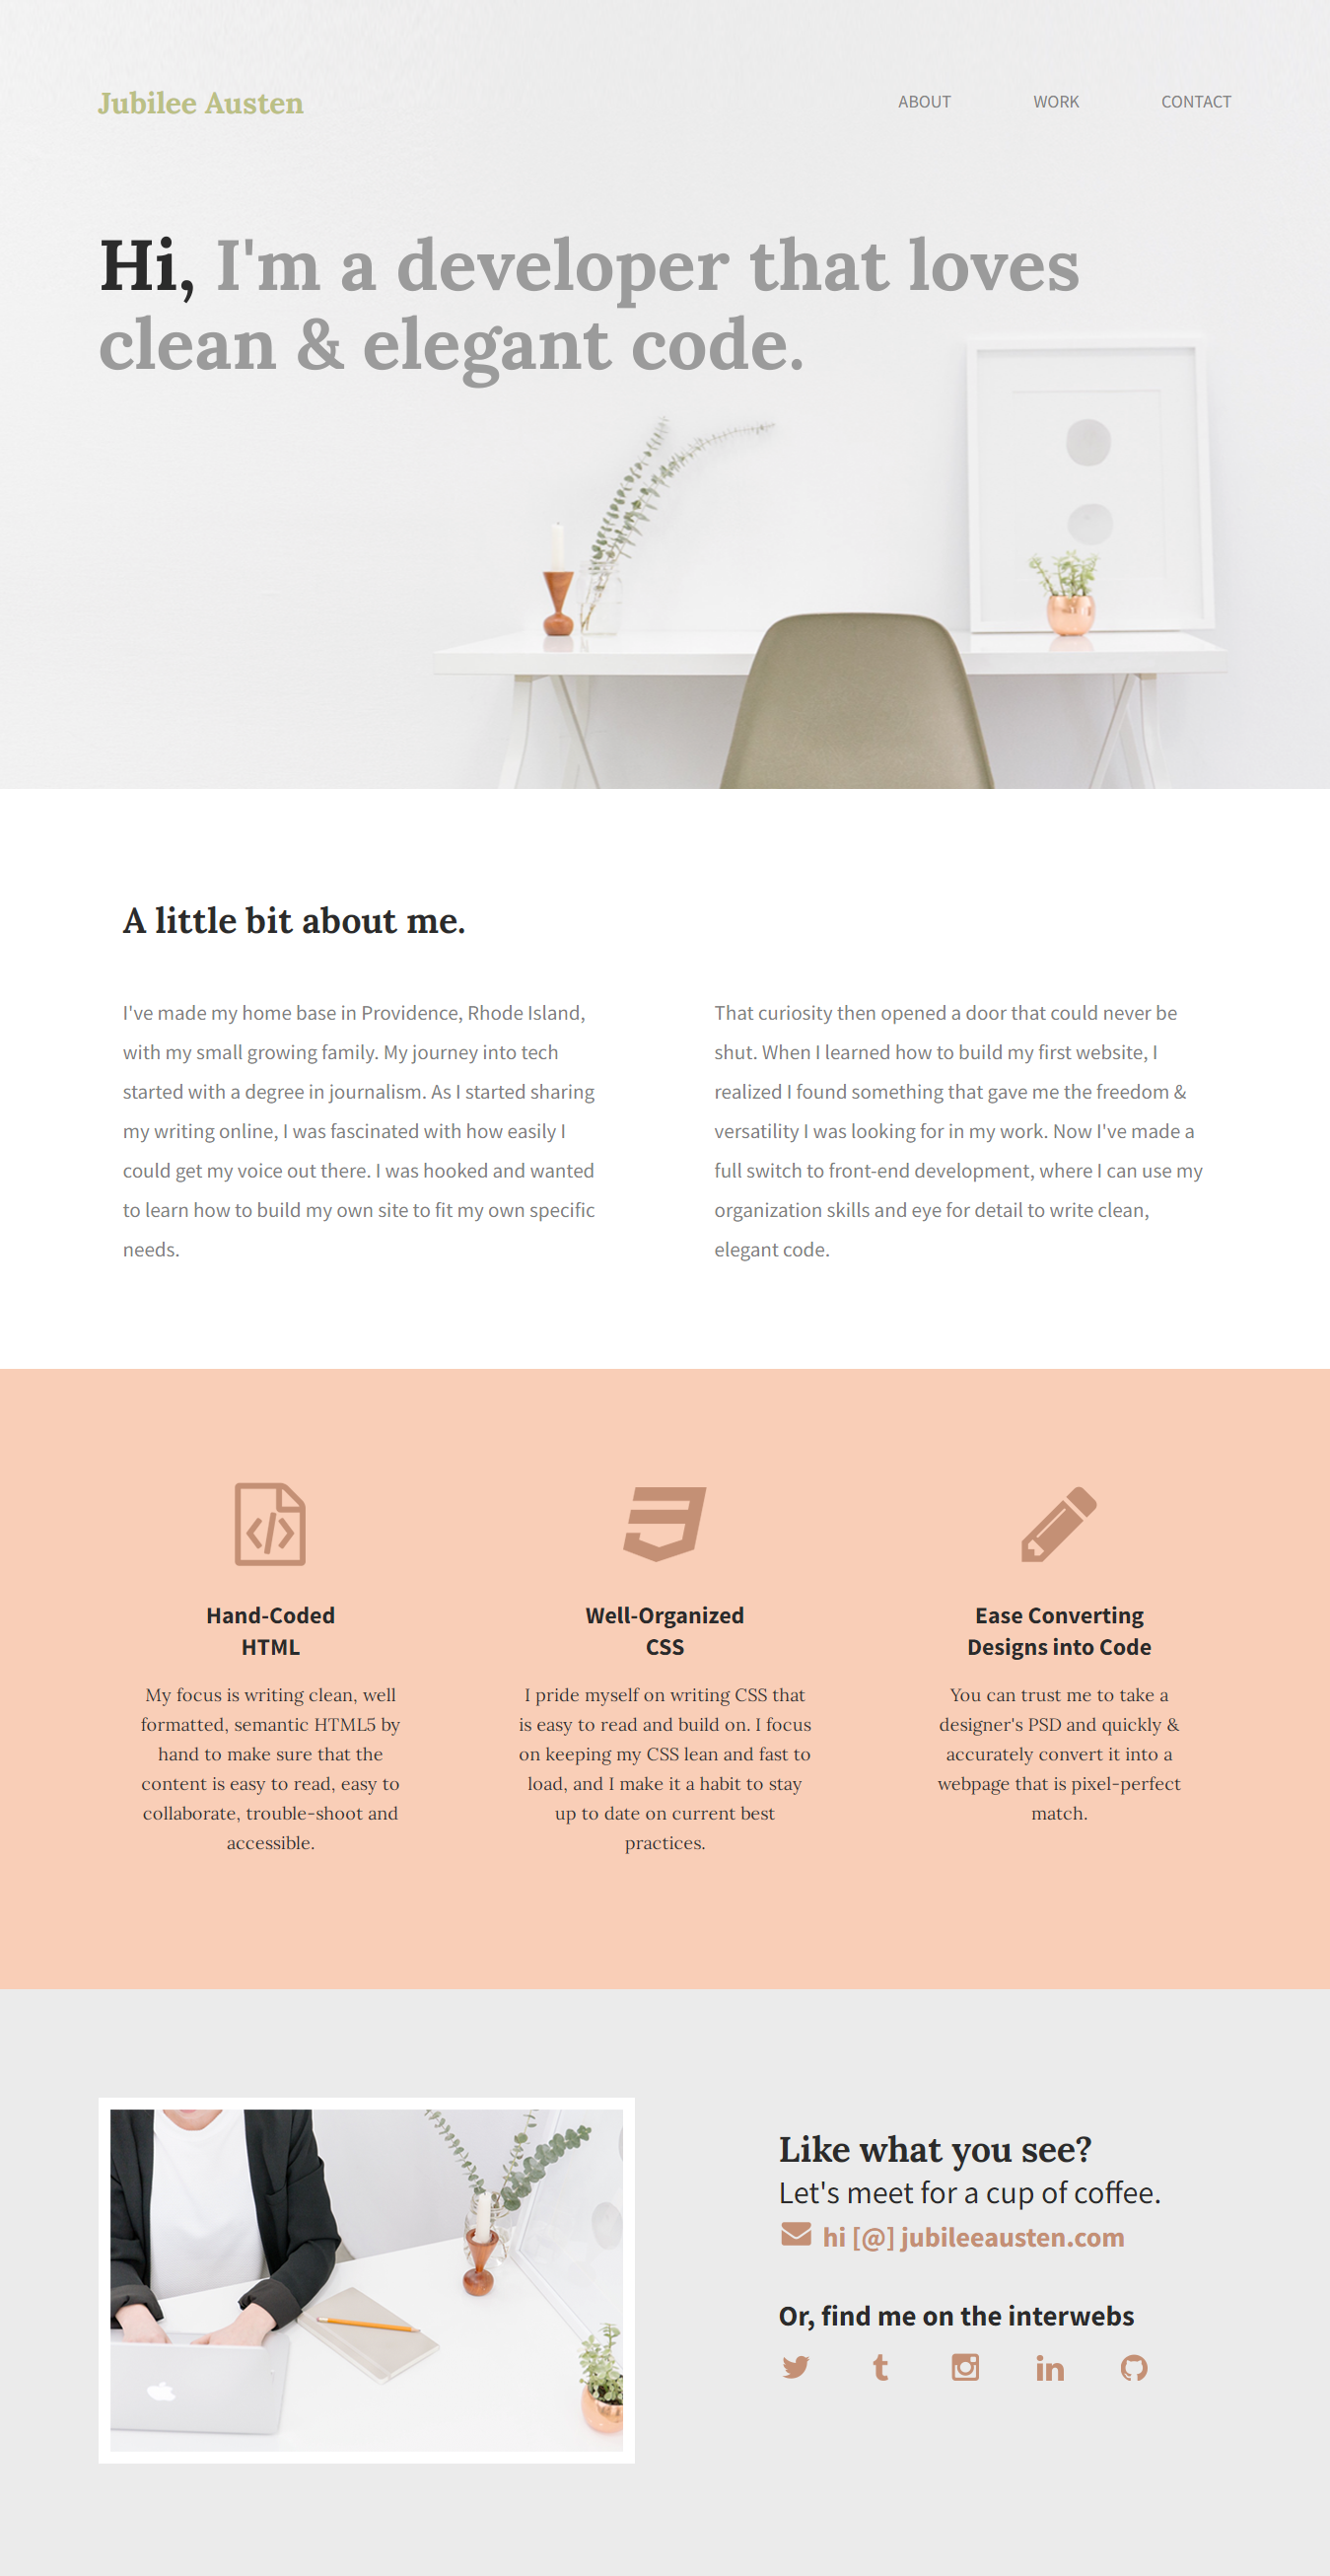 Jubilee Austen
ABOUT WORK CONTACT
Hi, I'm a developer that loves
clean & elegant code.
A little bit about me.
I've made my home base in Providence, Rhode Island,
with my small growing family. My journey into tech
started with a degree in journalism. As I started sharing
my writing online, I was fascinated with how easily I
could get my voice out there. I was hooked and wanted
to learn how to build my own site to fit my own specific
needs.
That curiosity then opened a door that could never be
shut. When I learned how to build my first website, I
realized I found something that gave me the freedom &
versatility I was looking for in my work. Now I've made a
full switch to front-end development, where I can use my
organization skills and eye for detail to write clean,
elegant code.
Hand-Coded
HTML
My focus is writing clean, well
formatted, semantic HTML5 by
hand to make sure that the
content is easy to read, easy to
collaborate, trouble-shoot and
accessible.
Well-Organized
CSS
I pride myself on writing CSS that
is easy to read and build on. I focus
on keeping my CSS lean and fast to
load, and I make it a habit to stay
up to date on current best
practices.
Ease Converting
Designs into Code
You can trust me to take a
designer's PSD and quickly &
accurately convert it into a
webpage that is pixel-perfect
match.
Like what you see?
Let's meet for a cup of coffee.
hi [@] jubileeausten.com
Or, find me on the interwebs